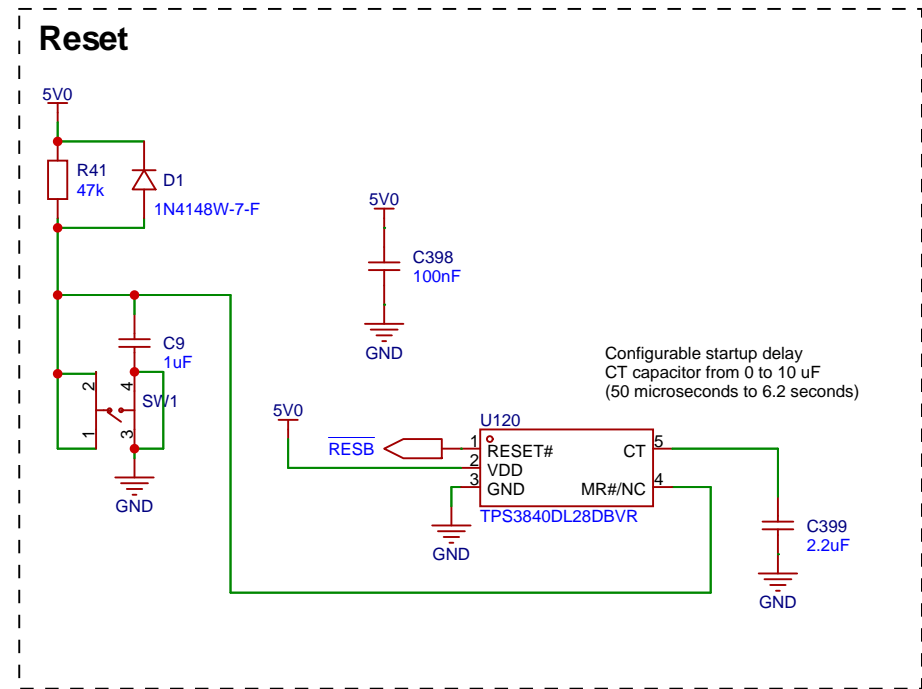 Reset
5V0
R41
47k
D1
1N4148W-7-F
5V0
C398
100nF
GND
C9
1uF
2
4
SW1
1
3
GND
Configurable startup delay
CT capacitor from 0 to 10 uF
(50 microseconds to 6.2 seconds)
5V0
U120
RESB
1
RESET#
CT
5
2
VDD
3
GND
MR#/NC
4
TPS3840DL28DBVR
GND
C399
2.2uF
GND